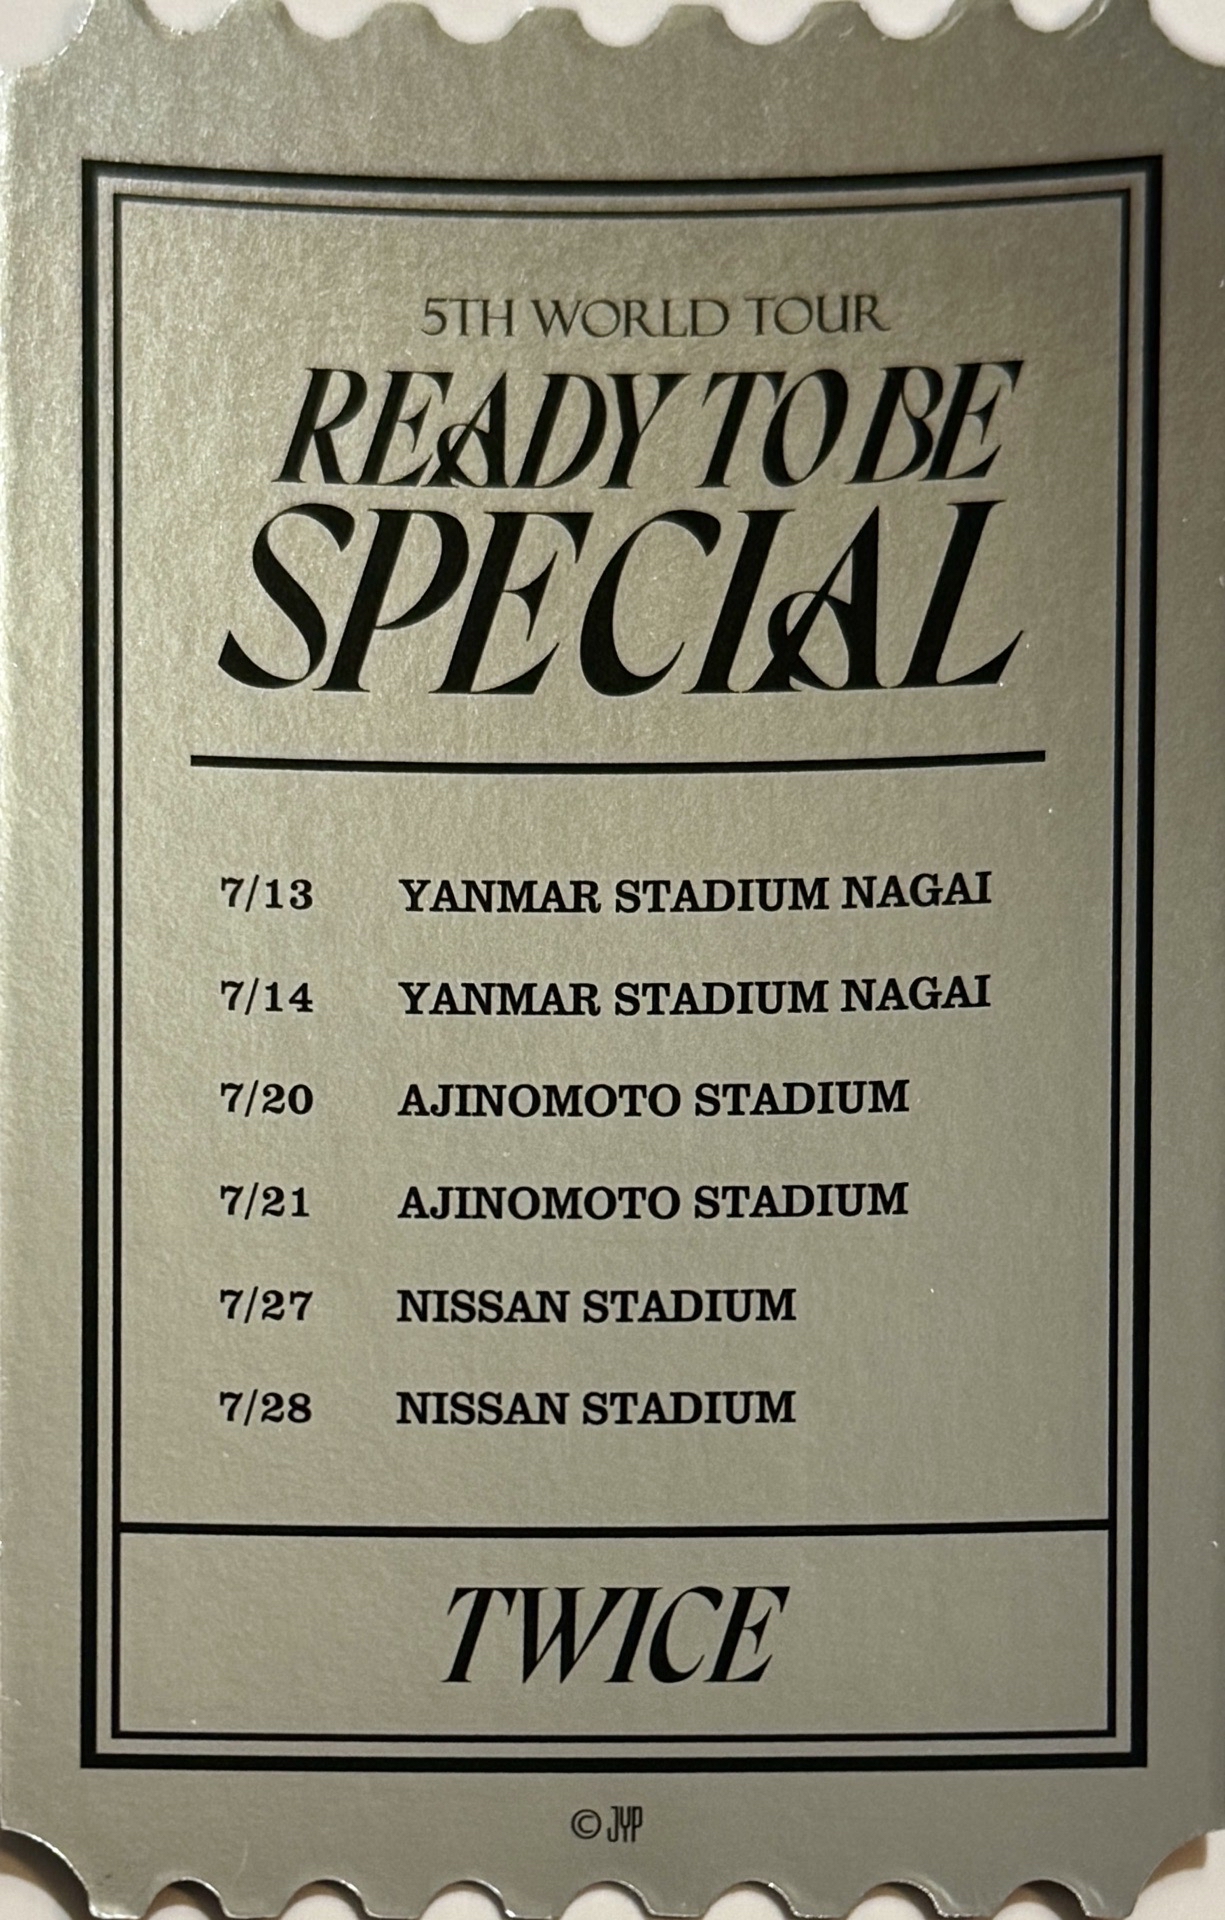 5TH WORLD TOUR
READY TO BE
SPECIAL
7/13 YANMAR STADIUM NAGAI
7/14 YANMAR STADIUM NAGAI
7/20 AJINOMOTO STADIUM
7/21 AJINOMOTO STADIUM
7/27 NISSAN STADIUM
7/28 NISSAN STADIUM
TWICE
© JYP